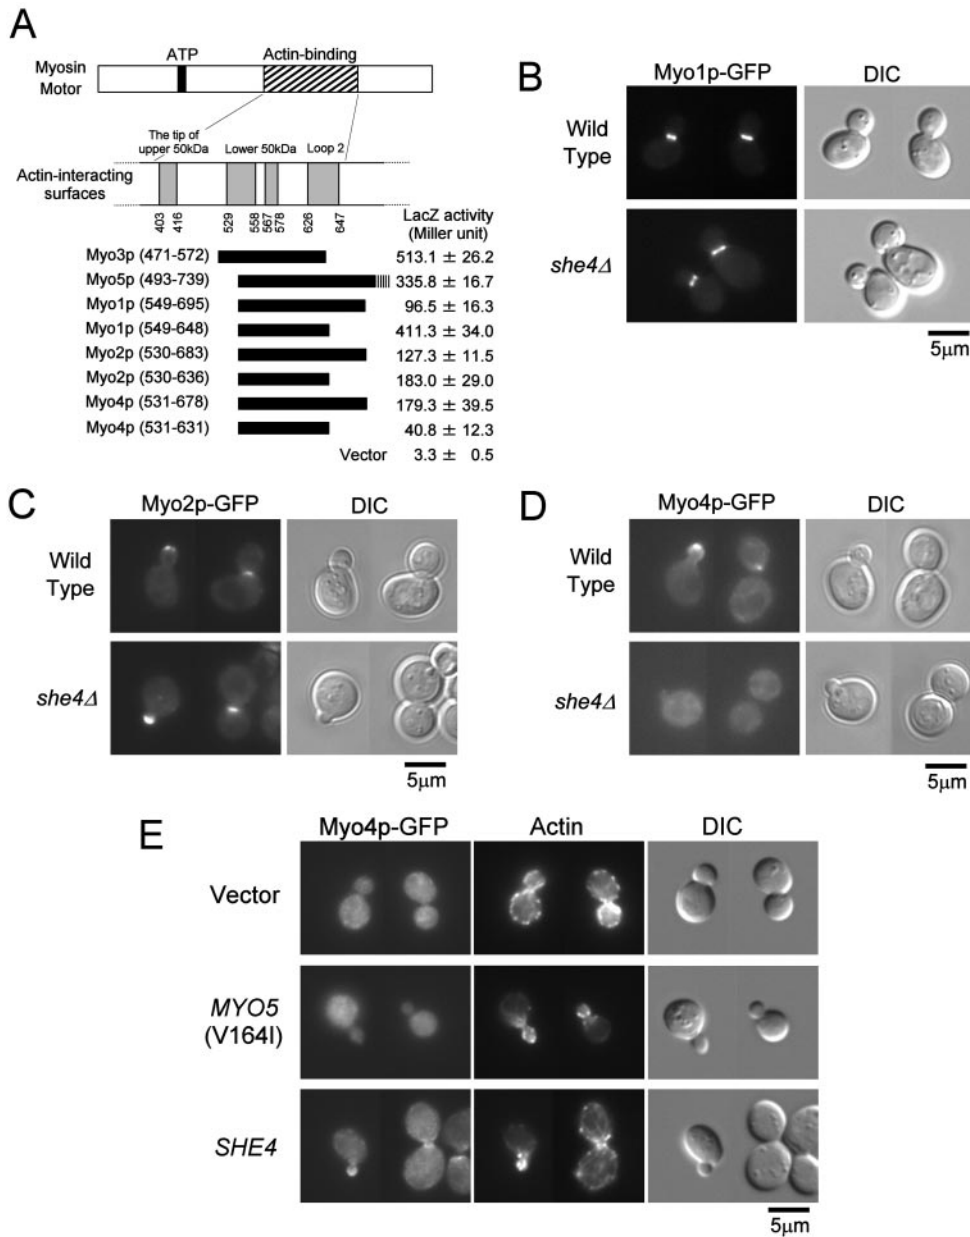 A
ATP
Actin-binding
Myosin
Motor
The tip of
upper 50kDa
Lower 50kDa
Loop 2
Actin-interacting
surfaces
403
416
529
558
567
578
626
647
LacZ activity
(Miller unit)
Myo3p (471-572) 513.1 ± 26.2
Myo5p (493-739) 335.8 ± 16.7
Myo1p (549-695) 96.5 ± 16.3
Myo1p (549-648) 411.3 ± 34.0
Myo2p (530-683) 127.3 ± 11.5
Myo2p (530-636) 183.0 ± 29.0
Myo4p (531-678) 179.3 ± 39.5
Myo4p (531-631) 40.8 ± 12.3
Vector 3.3 ± 0.5
B
Myo1p-GFP DIC
Wild
Type
she4Δ
5μm
C
Myo2p-GFP DIC
Wild
Type
she4Δ
5μm
D
Myo4p-GFP DIC
Wild
Type
she4Δ
5μm
E
Myo4p-GFP Actin DIC
Vector
MYO5
(V164I)
SHE4
5μm